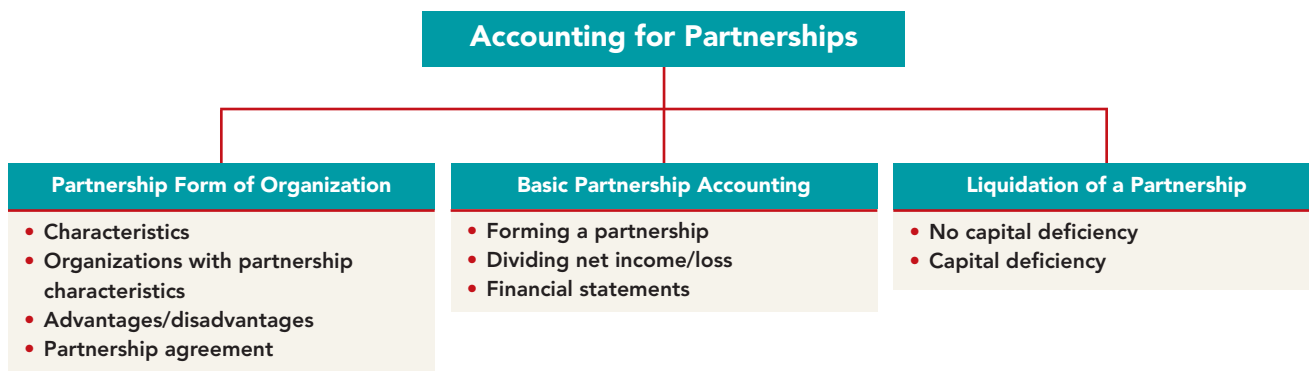 Accounting for Partnerships
Partnership Form of Organization
• Characteristics
• Organizations with partnership
characteristics
• Advantages/disadvantages
• Partnership agreement
Basic Partnership Accounting
• Forming a partnership
• Dividing net income/loss
• Financial statements
Liquidation of a Partnership
• No capital deficiency
• Capital deficiency